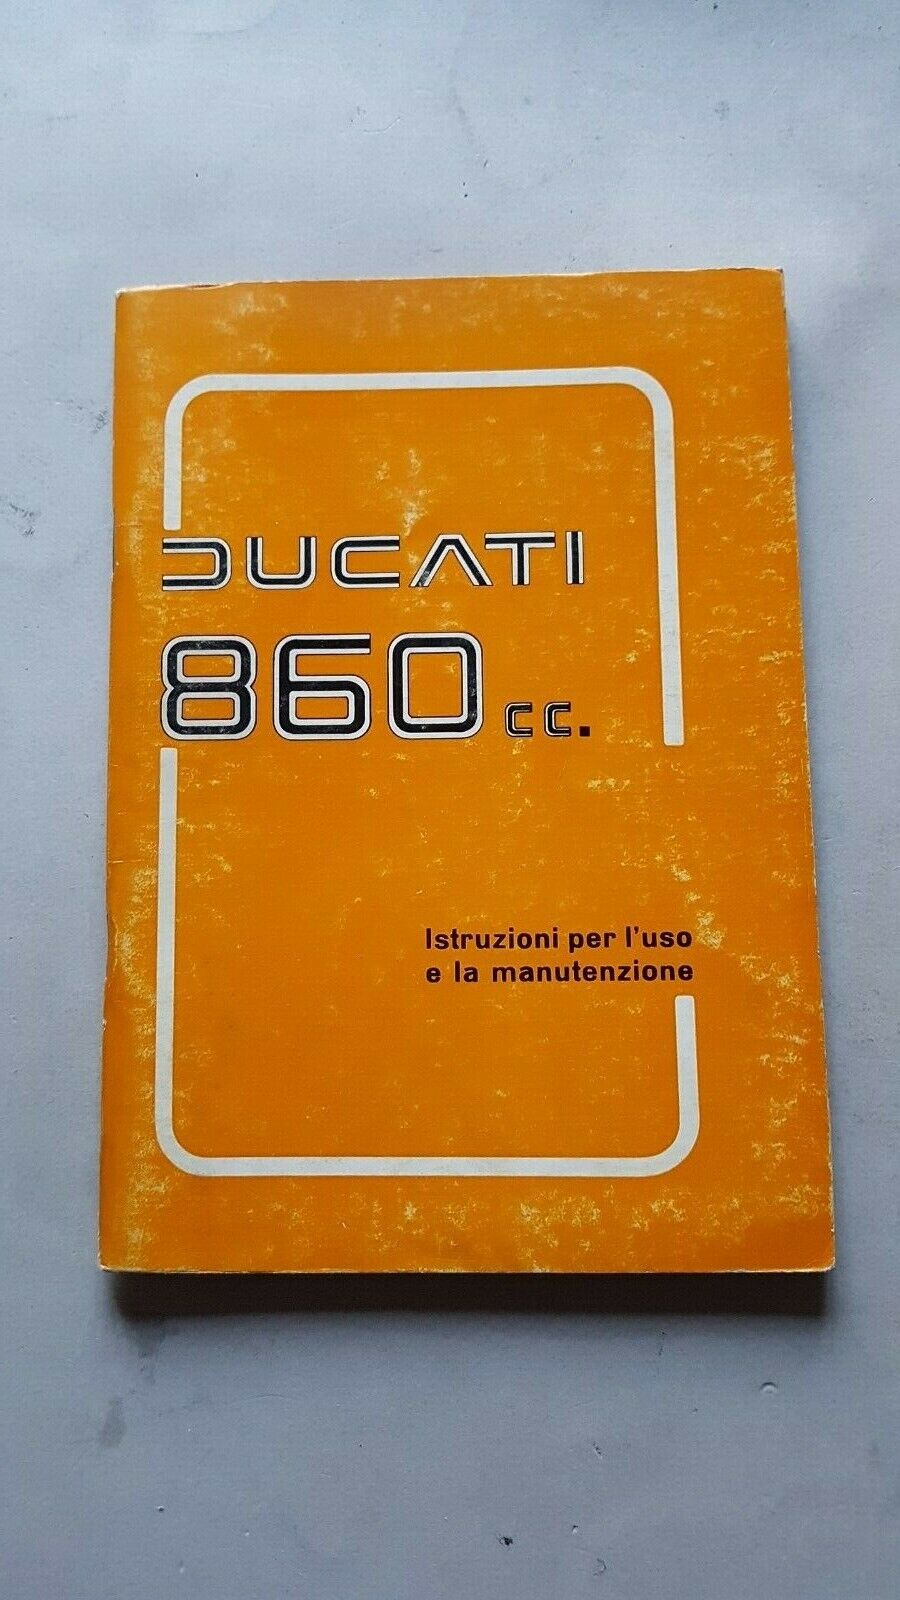 DUCATI
860 cc.
Istruzioni per l'uso
e la manutenzione